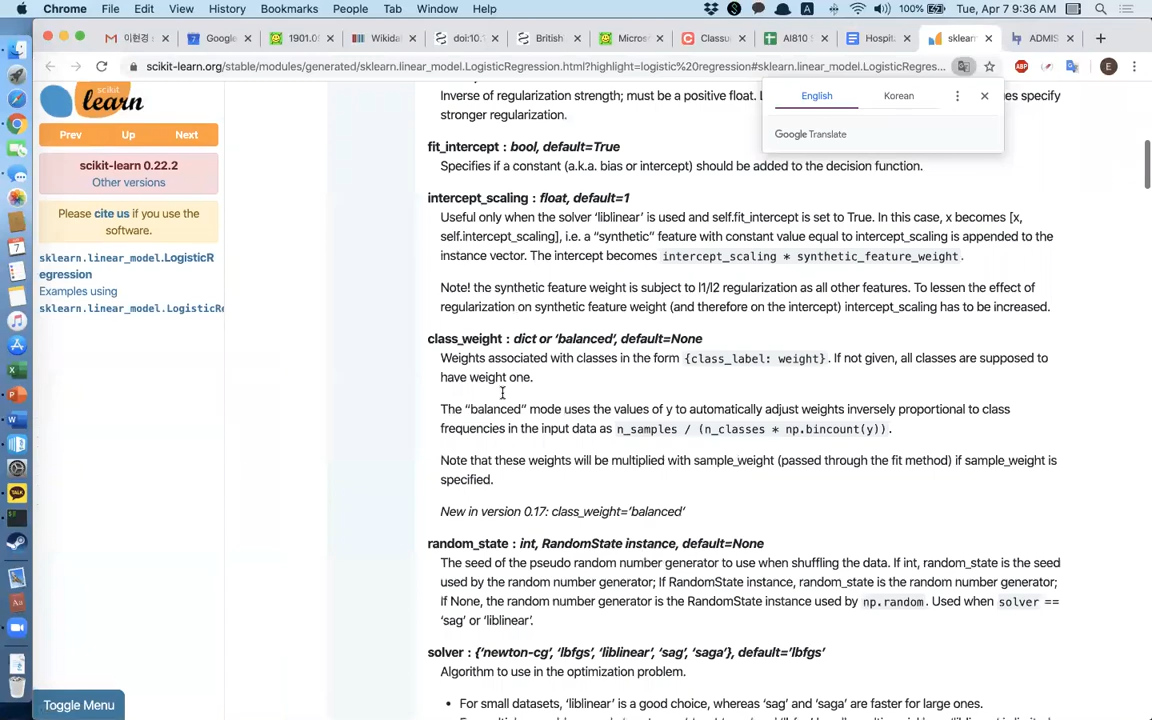 Chrome File Edit View History Bookmarks People Tab Window Help 100% Tue, Apr 7 9:36 AM
이현경 Google 1901.0 Wikida doi:10. British Micros Classu AI810 Hospit sklear ADMIS
scikit-learn.org/stable/modules/generated/sklearn.linear_model.LogisticRegression.html?highlight=logistic%20regression#sklearn.linear_model.LogisticRegres... ABP E
English Korean
Google Translate
scikit
learn
Prev Up Next
scikit-learn 0.22.2
Other versions
Please cite us if you use the
software.
sklearn.linear_model.LogisticR
egression
Examples using
sklearn.linear_model.LogisticRe
Inverse of regularization strength; must be a positive float. es specify
stronger regularization.
fit_intercept : bool, default=True
Specifies if a constant (a.k.a. bias or intercept) should be added to the decision function.
intercept_scaling : float, default=1
Useful only when the solver ‘liblinear’ is used and self.fit_intercept is set to True. In this case, x becomes [x,
self.intercept_scaling], i.e. a “synthetic” feature with constant value equal to intercept_scaling is appended to the
instance vector. The intercept becomes intercept_scaling * synthetic_feature_weight.
Note! the synthetic feature weight is subject to l1/l2 regularization as all other features. To lessen the effect of
regularization on synthetic feature weight (and therefore on the intercept) intercept_scaling has to be increased.
class_weight : dict or ‘balanced’, default=None
Weights associated with classes in the form {class_label: weight}. If not given, all classes are supposed to
have weight one.
The “balanced” mode uses the values of y to automatically adjust weights inversely proportional to class
frequencies in the input data as n_samples / (n_classes * np.bincount(y)).
Note that these weights will be multiplied with sample_weight (passed through the fit method) if sample_weight is
specified.
New in version 0.17: class_weight=’balanced’
random_state : int, RandomState instance, default=None
The seed of the pseudo random number generator to use when shuffling the data. If int, random_state is the seed
used by the random number generator; If RandomState instance, random_state is the random number generator;
If None, the random number generator is the RandomState instance used by np.random. Used when solver ==
‘sag’ or ‘liblinear’.
solver : {‘newton-cg’, ‘lbfgs’, ‘liblinear’, ‘sag’, ‘saga’}, default=’lbfgs’
Algorithm to use in the optimization problem.
• For small datasets, ‘liblinear’ is a good choice, whereas ‘sag’ and ‘saga’ are faster for large ones.
Toggle Menu